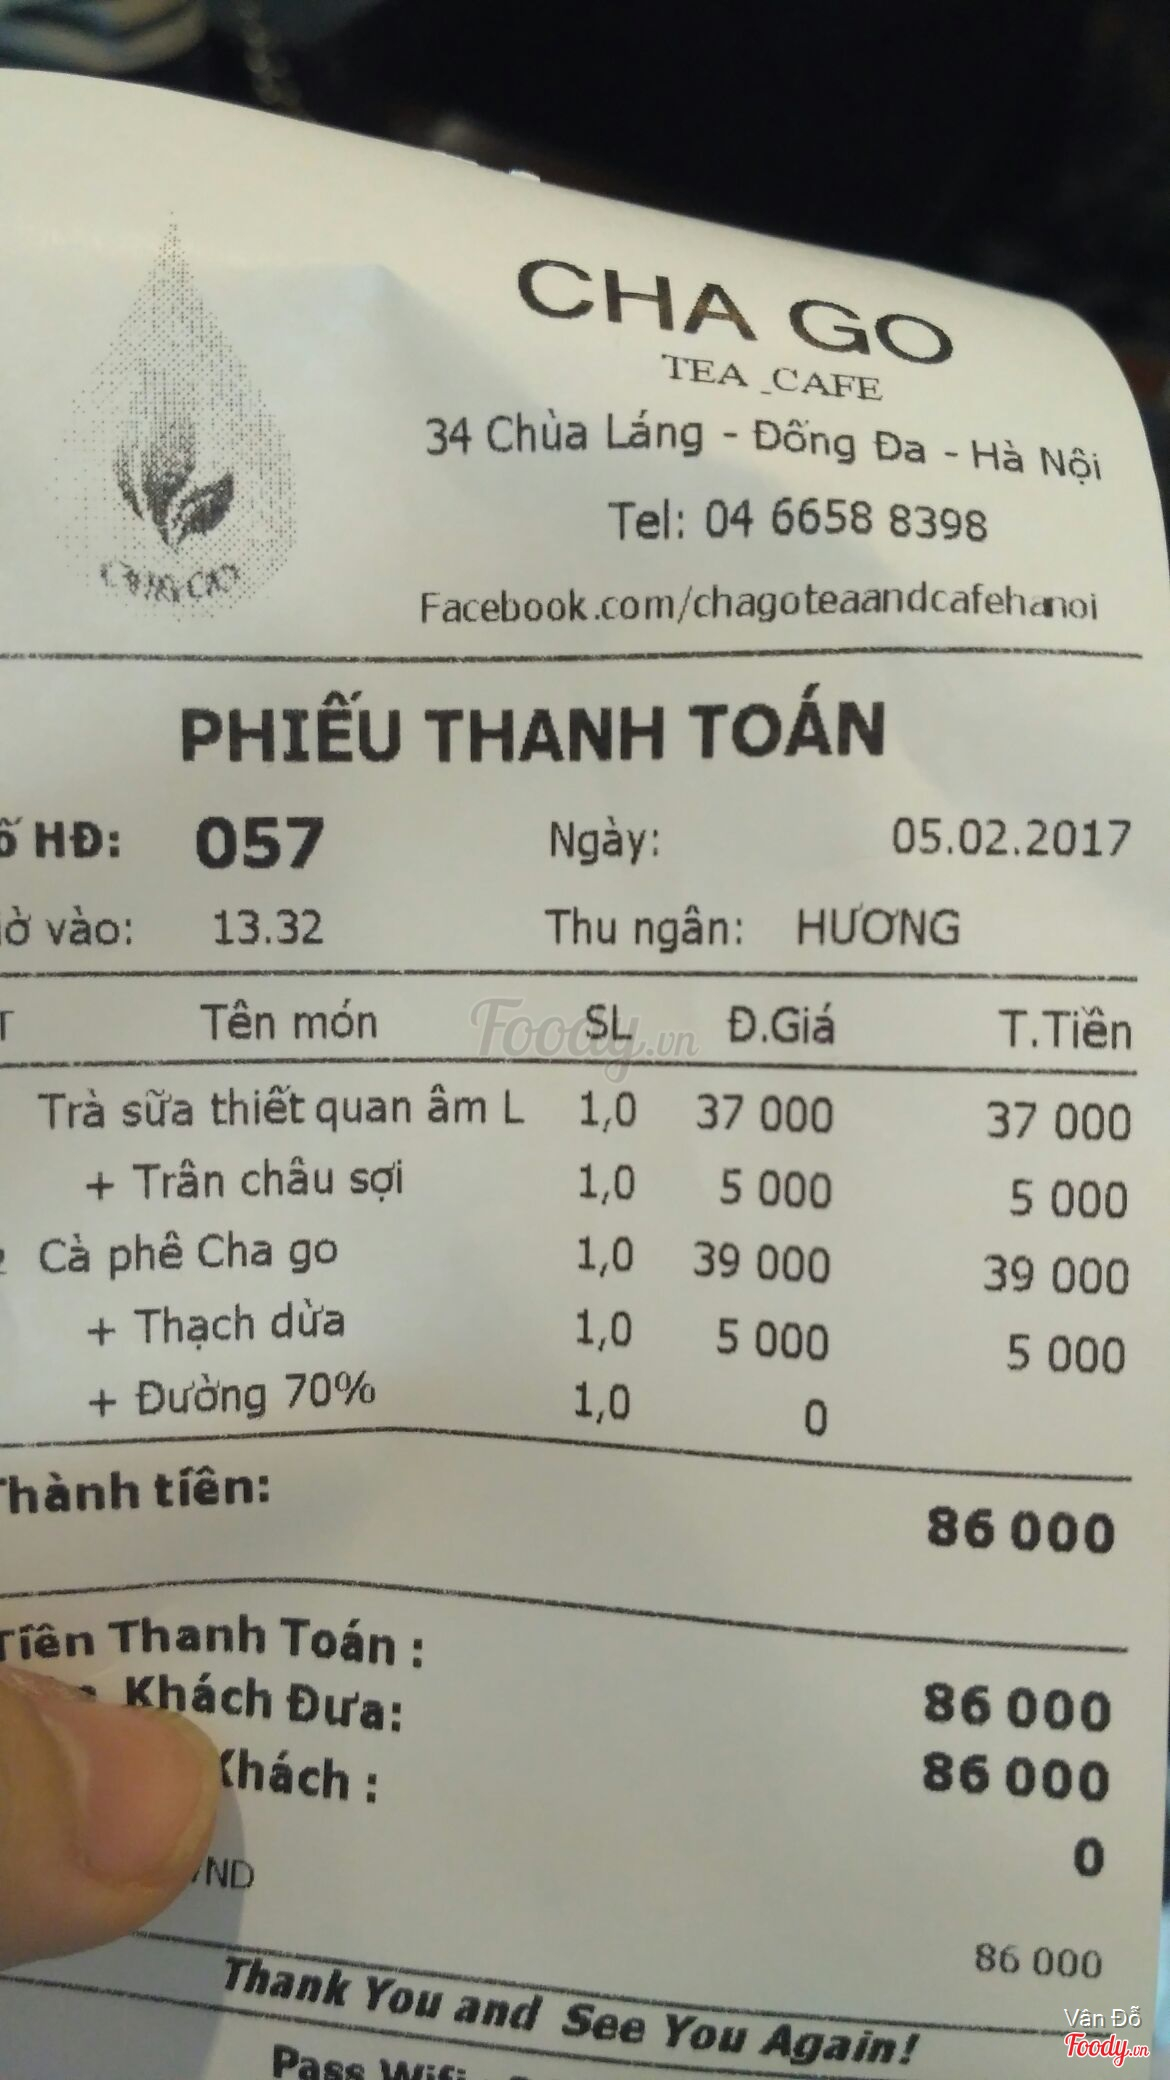 CHA GO
TEA _CAFE
34 Chùa Láng - Đống Đa - Hà Nội
Tel: 04 6658 8398
Facebook.com/chagoteaandcafehanoi
PHIẾU THANH TOÁN
HĐ: 057 Ngày: 05.02.2017
vào: 13.32 Thu ngân: HƯƠNG
Tên món SL Đ.Giá T.Tiền
Trà sữa thiết quan âm L 1,0 37 000 37 000
+ Trân châu sợi 1,0 5 000 5 000
2 Cà phê Cha go 1,0 39 000 39 000
+ Thạch dừa 1,0 5 000 5 000
+ Đường 70% 1,0 0
Thành tiền: 86 000
Tiền Thanh Toán : 86 000
Khách Đưa: 86 000
Khách : 0
VND 86 000
Thank You and See You Again!
Pass Wifi
Foody.vn
Vân Đỗ
Foody.vn